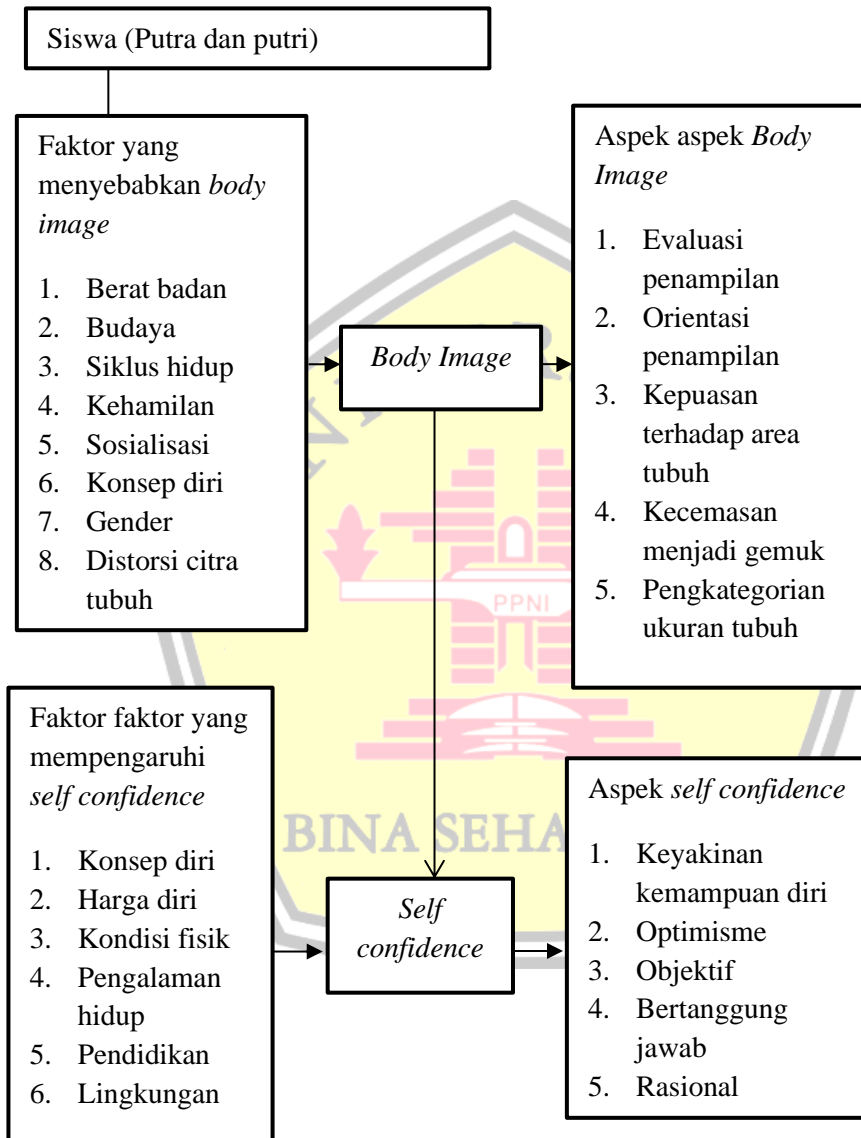 Siswa (Putra dan putri)
Faktor yang
menyebabkan body
image
1. Berat badan
2. Budaya
3. Siklus hidup
4. Kehamilan
5. Sosialisasi
6. Konsep diri
7. Gender
8. Distorsi citra
tubuh
Body Image
Aspek aspek Body
Image
1. Evaluasi
penampilan
2. Orientasi
penampilan
3. Kepuasan
terhadap area
tubuh
4. Kecemasan
menjadi gemuk
5. Pengkategorian
ukuran tubuh
PPNI
BINA SEHA
Faktor faktor yang
mempengaruhi
self confidence
1. Konsep diri
2. Harga diri
3. Kondisi fisik
4. Pengalaman
hidup
5. Pendidikan
6. Lingkungan
Self
confidence
Aspek self confidence
1. Keyakinan
kemampuan diri
2. Optimisme
3. Objektif
4. Bertanggung
jawab
5. Rasional